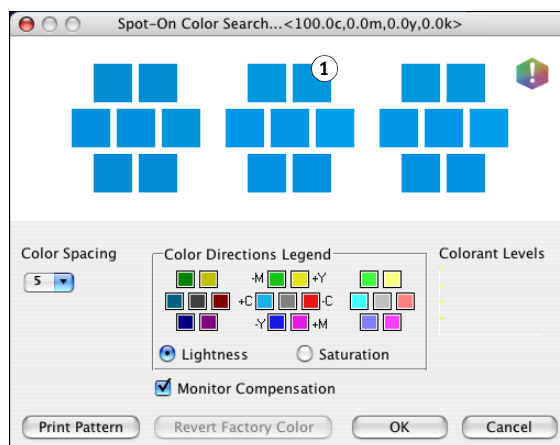 Spot-On Color Search...<100.0c,0.0m,0.0y,0.0k>
1
!
Color Spacing
Color Directions Legend
Colorant Levels
5
-M +Y
+C -C
-Y +M
Lightness Saturation
Monitor Compensation
Print Pattern Revert Factory Color OK Cancel